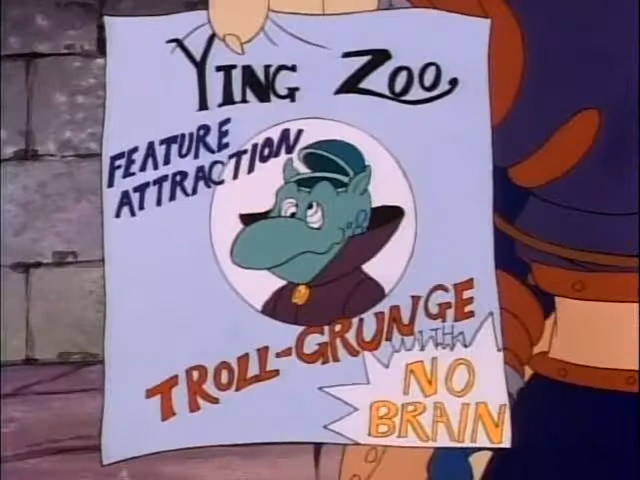 YING ZOO
FEATURE
ATTRACTION
TROLL-GRUNGE
WITH
NO
BRAIN